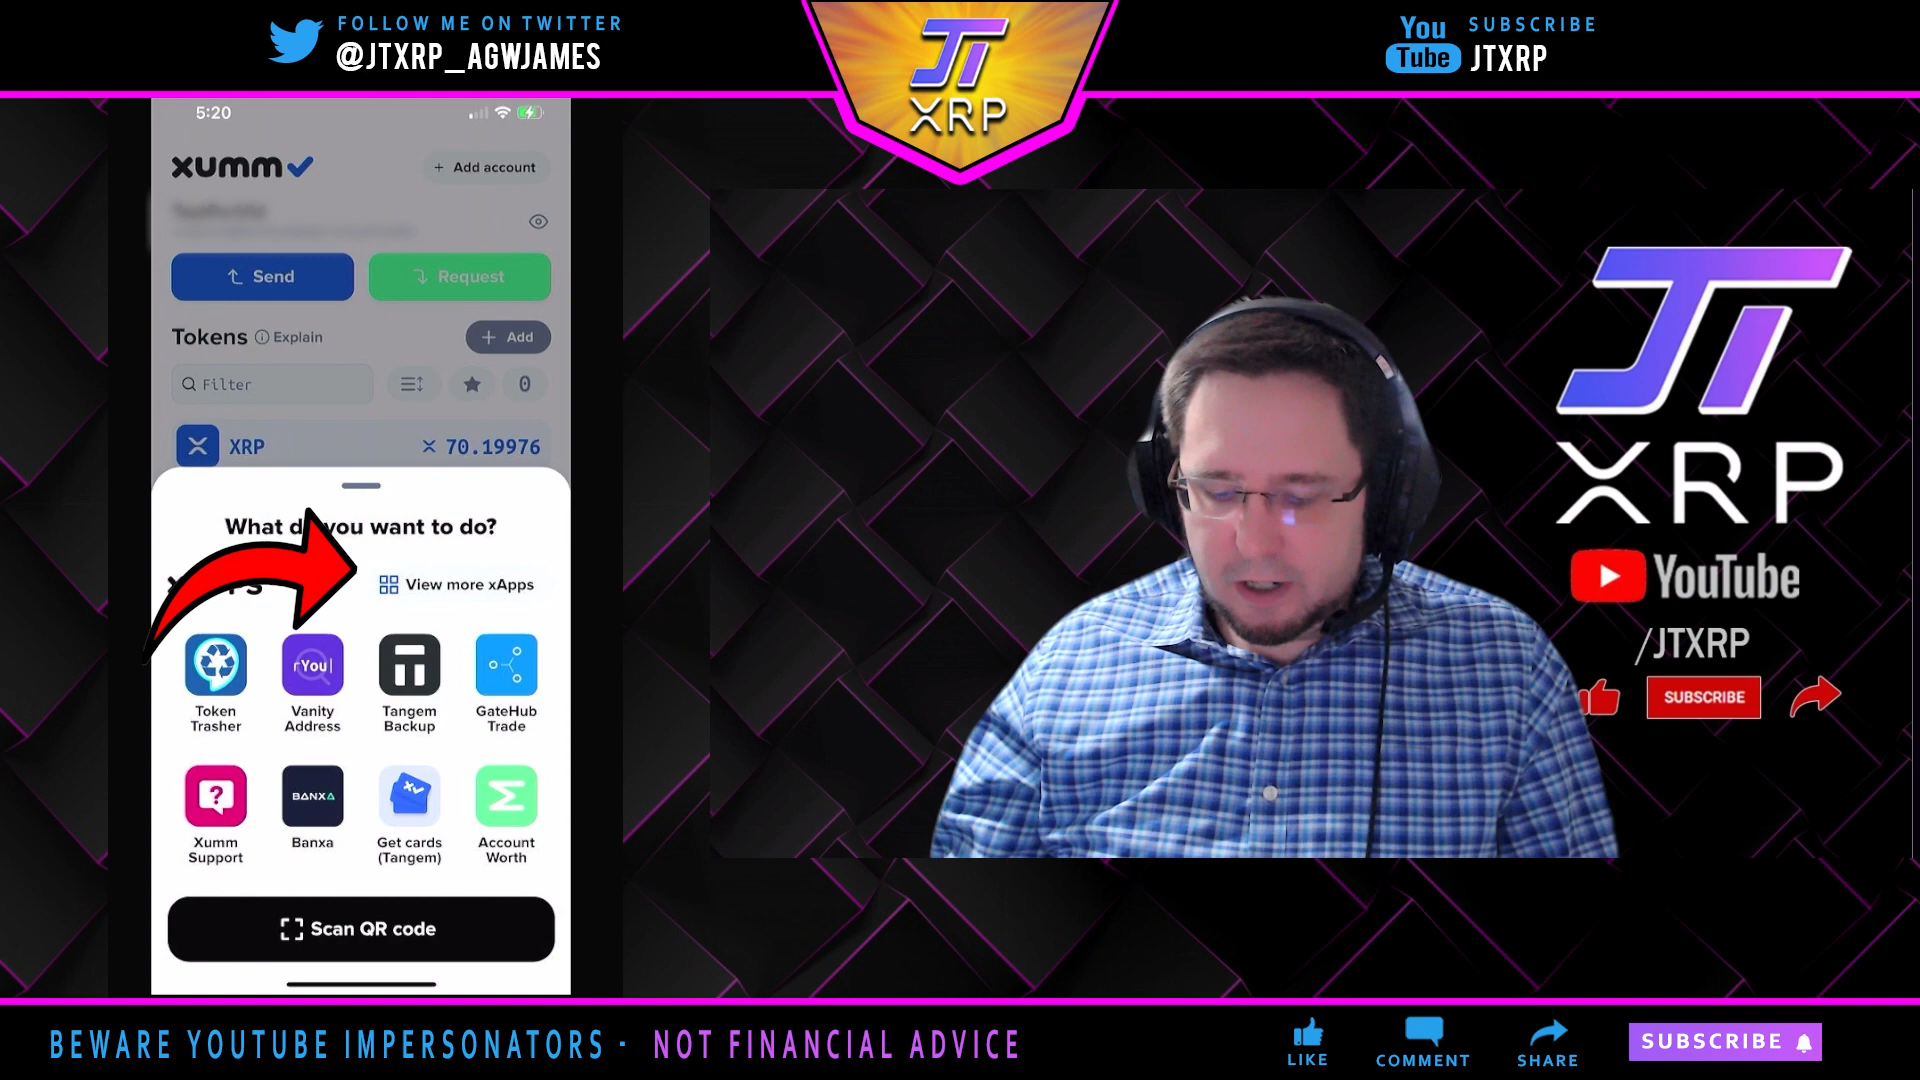 FOLLOW ME ON TWITTER
@JTXRP_AGWJAMES
JT
XRP
You
Tube
SUBSCRIBE
JTXRP
5:20
xumm
+ Add account
Send
Request
Tokens
Explain
+ Add
Filter
0
XRP
70.19976
What d you want to do?
View more xApps
rYou|
Token
Trasher
Vanity
Address
Tangem
Backup
GateHub
Trade
?
BANXA
Xumm
Support
Banxa
Get cards
(Tangem)
Account
Worth
Scan QR code
JT
XRP
YouTube
/JTXRP
SUBSCRIBE
BEWARE YOUTUBE IMPERSONATORS - NOT FINANCIAL ADVICE
LIKE
COMMENT
SHARE
SUBSCRIBE